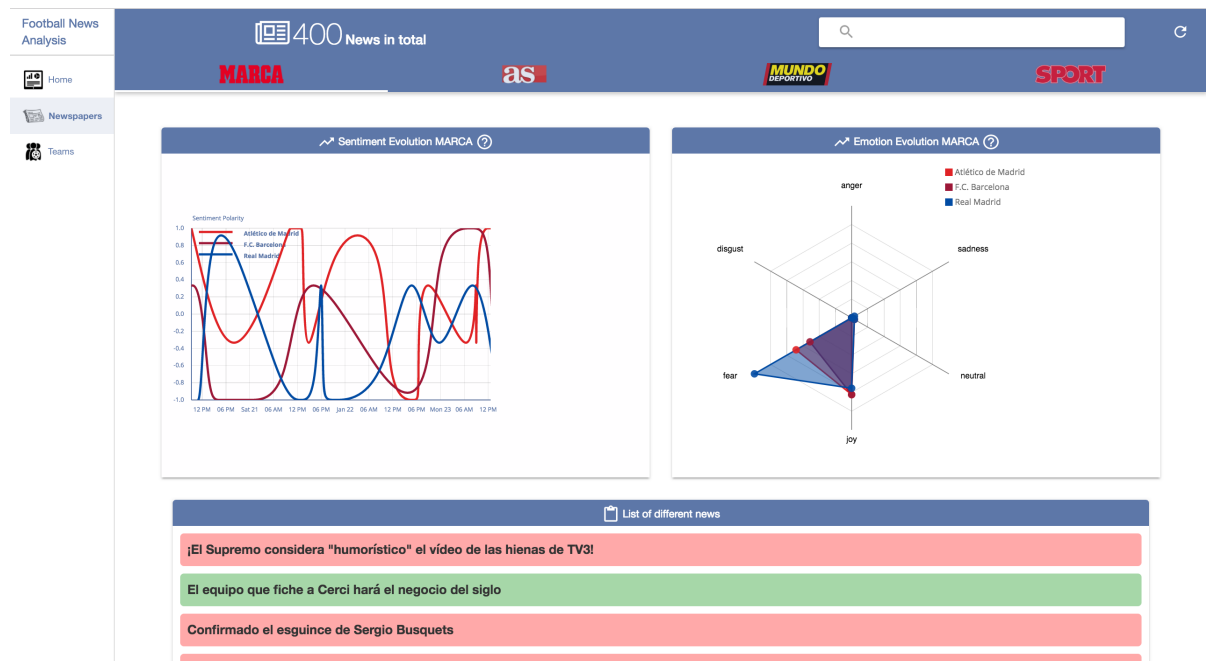 Football News
Analysis
Home
Newspapers
Teams
400 News in total
MARCA
as
MUNDO
DEPORTIVO
SPORT
Sentiment Evolution MARCA ?
Sentiment Polarity
Atlético de Madrid
F.C. Barcelona
Real Madrid
1.0
0.8
0.6
0.4
0.2
0.0
-0.2
-0.4
-0.6
-0.8
-1.0
12 PM 06 PM Sat 21 06 AM 12 PM 06 PM Jan 22 06 AM 12 PM 06 PM Mon 23 06 AM 12 PM
Emotion Evolution MARCA ?
Atlético de Madrid
F.C. Barcelona
Real Madrid
anger
disgust
sadness
fear
neutral
joy
List of different news
¡El Supremo considera "humorístico" el vídeo de las hienas de TV3!
El equipo que fiche a Cerci hará el negocio del siglo
Confirmado el esguince de Sergio Busquets